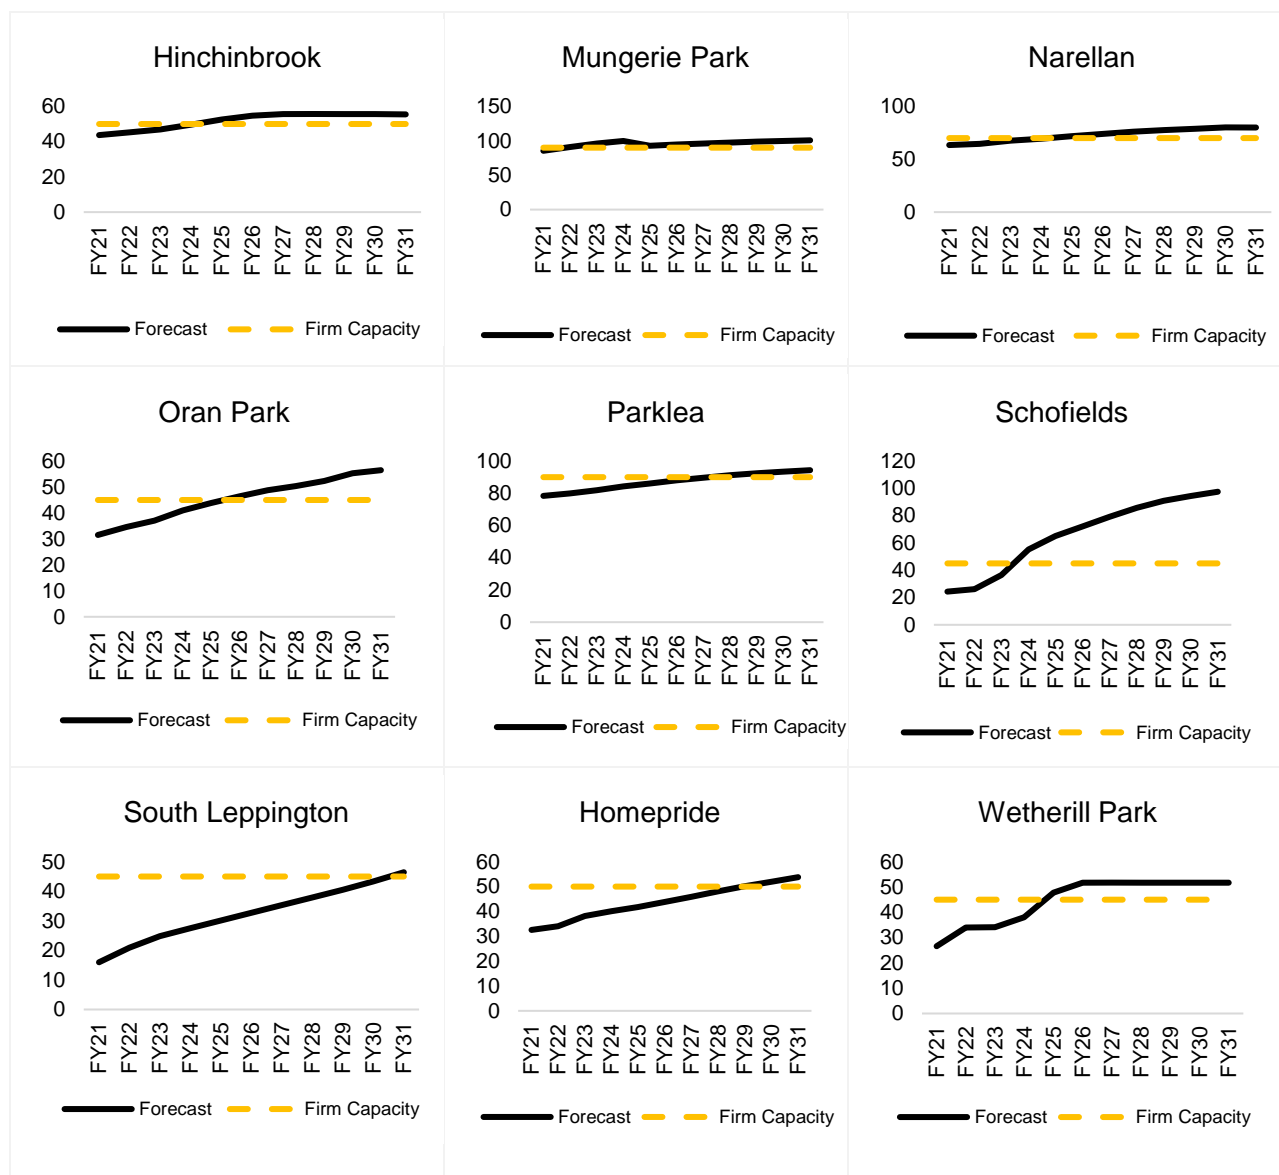 Hinchinbrook
60
40
20
0
FY21
FY22
FY23
FY24
FY25
FY26
FY27
FY28
FY29
FY30
FY31
Forecast Firm Capacity
Mungerie Park
150
100
50
0
FY21
FY22
FY23
FY24
FY25
FY26
FY27
FY28
FY29
FY30
FY31
Forecast Firm Capacity
Narellan
100
50
0
FY21
FY22
FY23
FY24
FY25
FY26
FY27
FY28
FY29
FY30
FY31
Forecast Firm Capacity
Oran Park
60
50
40
30
20
10
0
FY21
FY22
FY23
FY24
FY25
FY26
FY27
FY28
FY29
FY30
FY31
Forecast Firm Capacity
Parklea
100
80
60
40
20
0
FY21
FY22
FY23
FY24
FY25
FY26
FY27
FY28
FY29
FY30
FY31
Forecast Firm Capacity
Schofields
120
100
80
60
40
20
0
FY21
FY22
FY23
FY24
FY25
FY26
FY27
FY28
FY29
FY30
FY31
Forecast Firm Capacity
South Leppington
50
40
30
20
10
0
FY21
FY22
FY23
FY24
FY25
FY26
FY27
FY28
FY29
FY30
FY31
Forecast Firm Capacity
Homepride
60
50
40
30
20
10
0
FY21
FY22
FY23
FY24
FY25
FY26
FY27
FY28
FY29
FY30
FY31
Forecast Firm Capacity
Wetherill Park
60
50
40
30
20
10
0
FY21
FY22
FY23
FY24
FY25
FY26
FY27
FY28
FY29
FY30
FY31
Forecast Firm Capacity